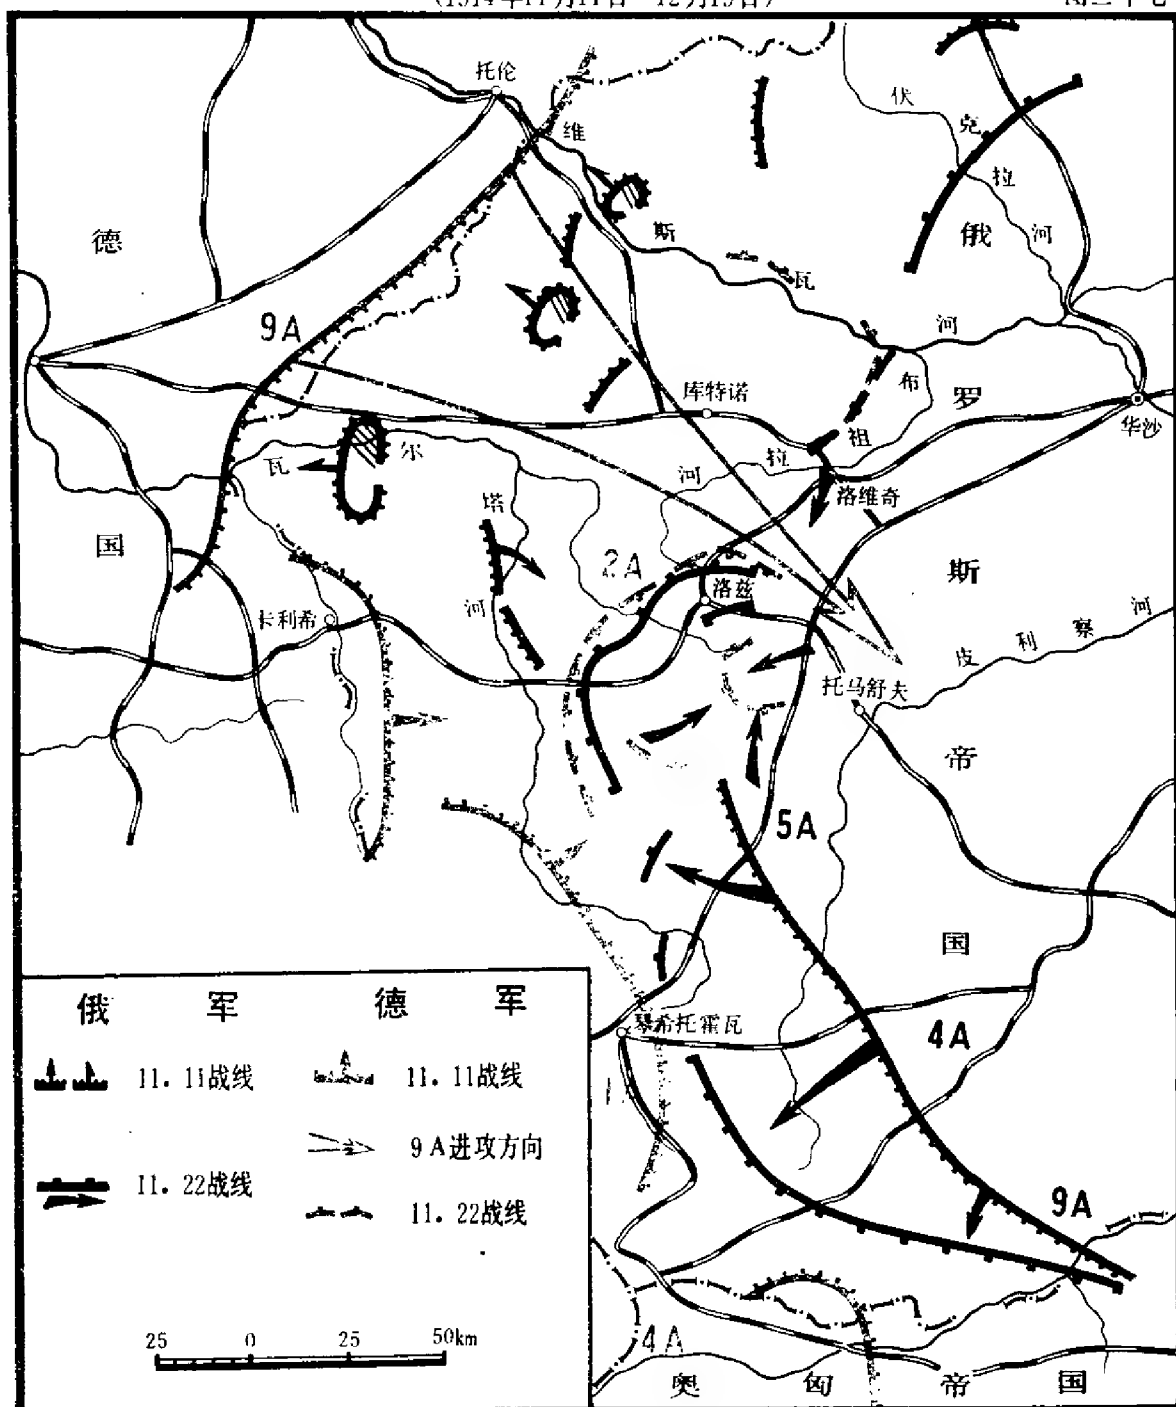 托伦
维
斯
瓦
河
伏
克
拉
河
俄
罗
斯
帝
国
德
国
9A
库特诺
布
祖
拉
河
华沙
洛维奇
瓦
尔
塔
河
2A
洛兹
卡利希
皮利察河
托马舒夫
5A
4A
琴希托霍瓦
9A
4A
奥匈帝国
俄军 德军
11.11战线 11.11战线
9A进攻方向
11.22战线 11.22战线
25 0 25 50km